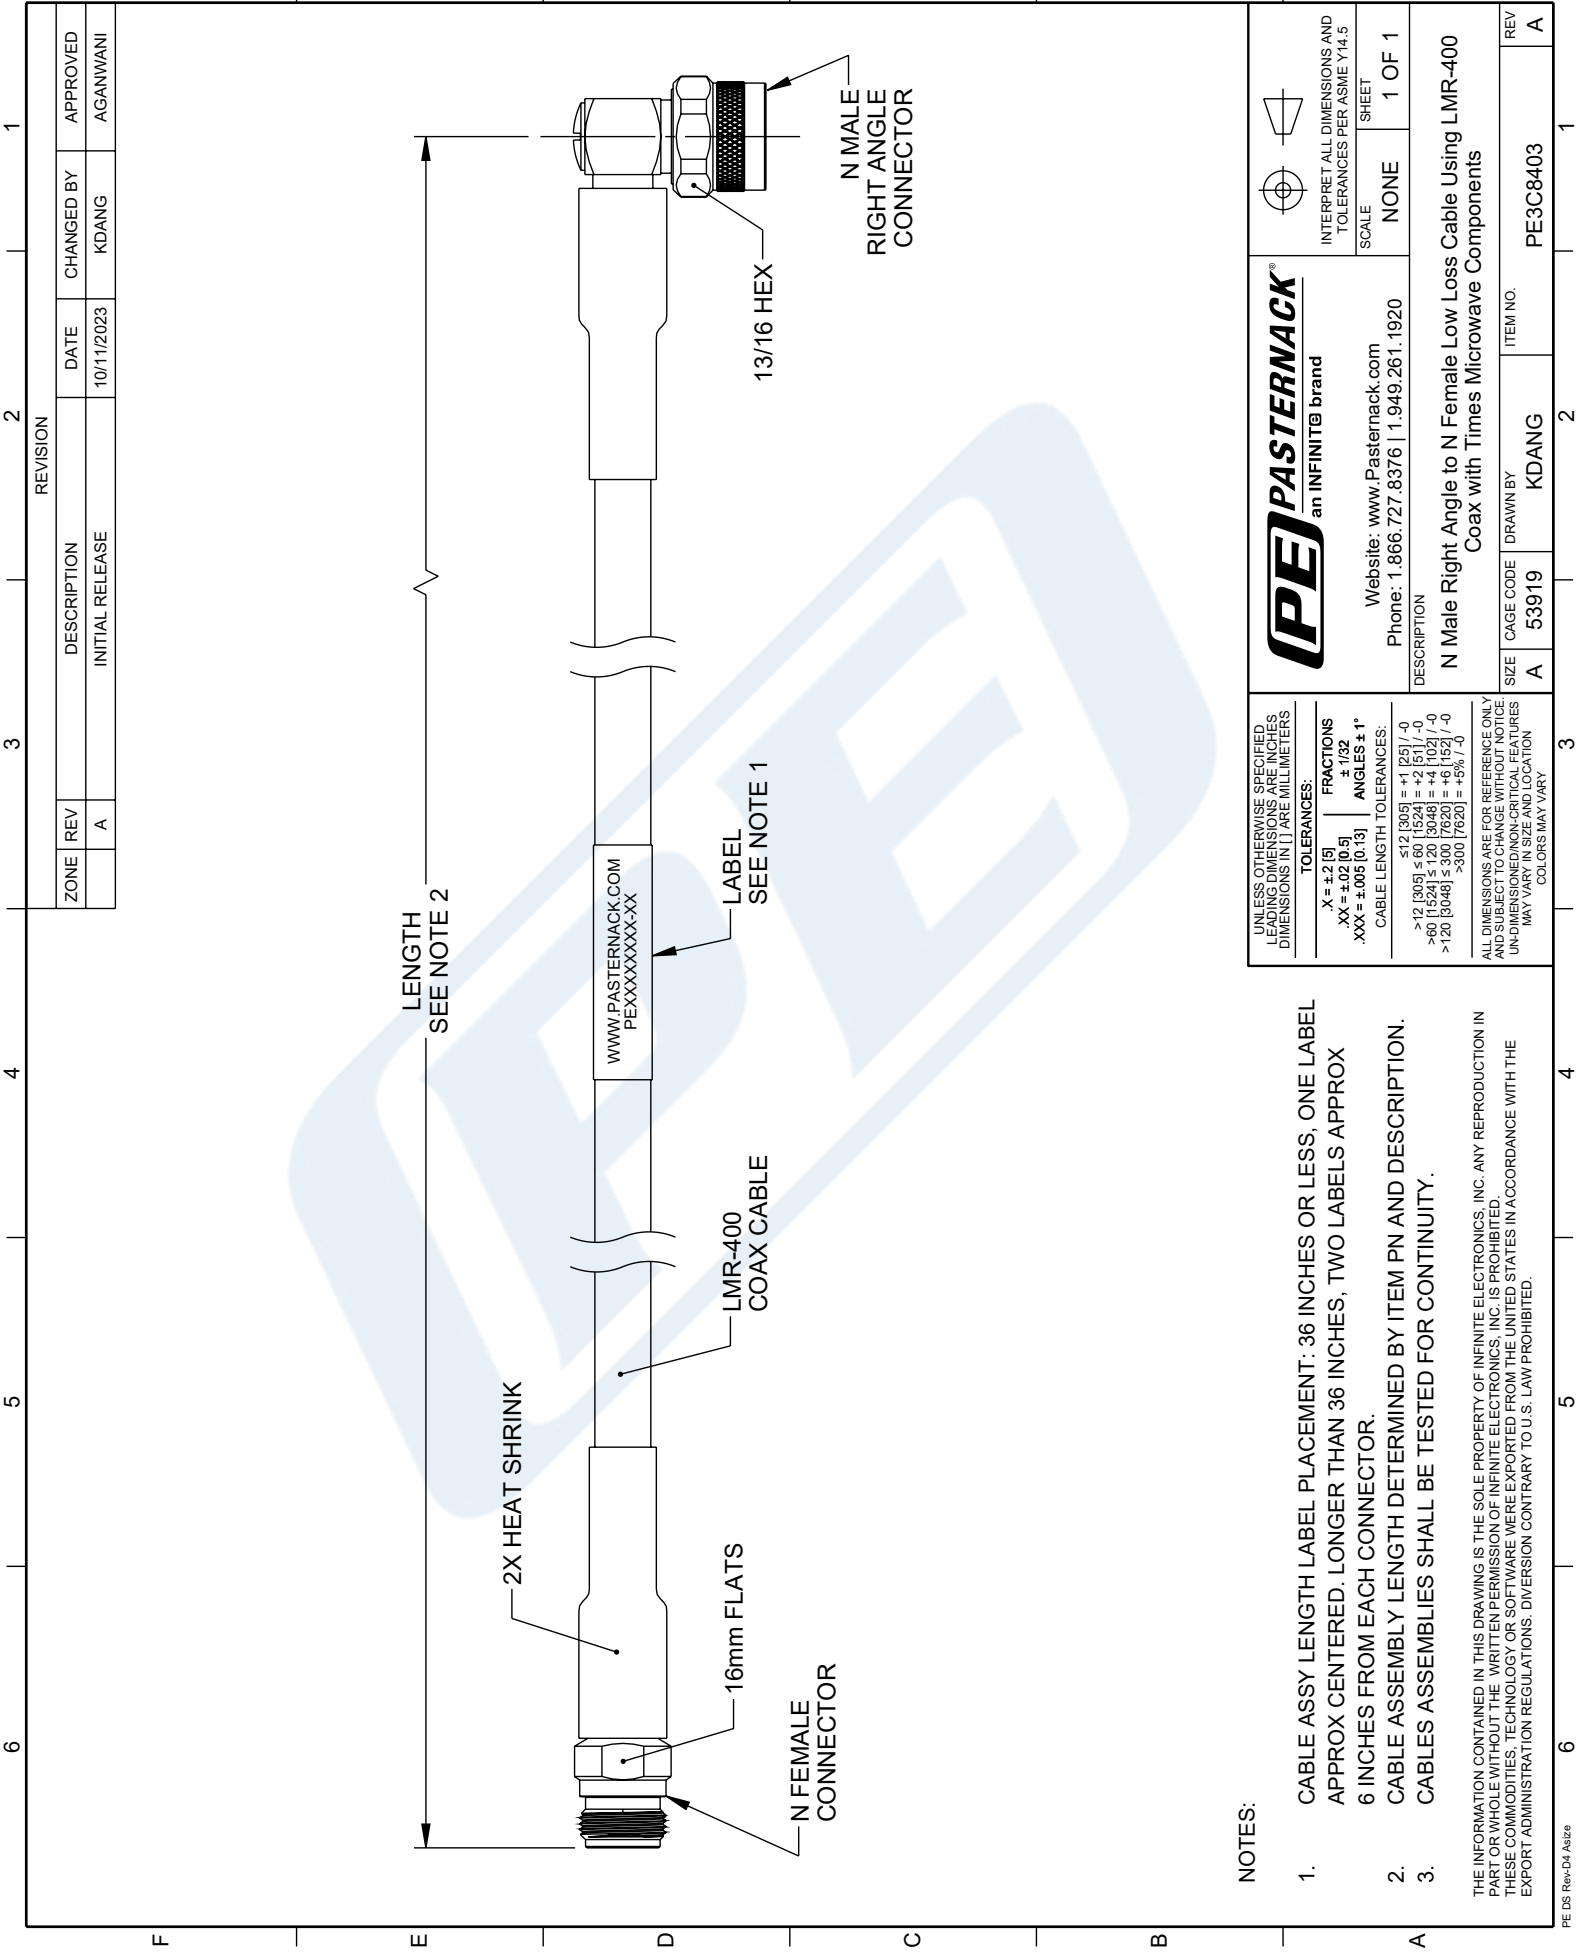 6
5
4
3
2
1
REVISION
ZONE REV DESCRIPTION DATE CHANGED BY APPROVED
A INITIAL RELEASE 10/11/2023 KDANG AGANWANI
F
E
D
C
B
A
LENGTH
SEE NOTE 2
2X HEAT SHRINK
WWW.PASTERNACK.COM
PEXXXXXXXX-XX
16mm FLATS
N FEMALE
CONNECTOR
LMR-400
COAX CABLE
LABEL
SEE NOTE 1
13/16 HEX
N MALE
RIGHT ANGLE
CONNECTOR
NOTES:
1. CABLE ASSY LENGTH LABEL PLACEMENT: 36 INCHES OR LESS, ONE LABEL
APPROX CENTERED. LONGER THAN 36 INCHES, TWO LABELS APPROX
6 INCHES FROM EACH CONNECTOR.
2. CABLE ASSEMBLY LENGTH DETERMINED BY ITEM PN AND DESCRIPTION.
3. CABLES ASSEMBLIES SHALL BE TESTED FOR CONTINUITY.
THE INFORMATION CONTAINED IN THIS DRAWING IS THE SOLE PROPERTY OF INFINITE ELECTRONICS, INC. ANY REPRODUCTION IN
PART OR WHOLE WITHOUT THE WRITTEN PERMISSION OF INFINITE ELECTRONICS, INC. IS PROHIBITED.
THESE COMMODITIES, TECHNOLOGY OR SOFTWARE WERE EXPORTED FROM THE UNITED STATES IN ACCORDANCE WITH THE
EXPORT ADMINISTRATION REGULATIONS. DIVERSION CONTRARY TO U.S. LAW PROHIBITED.
UNLESS OTHERWISE SPECIFIED
LEADING DIMENSIONS ARE INCHES
DIMENSIONS IN [ ] ARE MILLIMETERS
TOLERANCES:
.X = ±.2 [5]
.XX = ±.02 [0.5]
.XXX = ±.005 [0.13]
FRACTIONS
± 1/32
ANGLES ± 1°
CABLE LENGTH TOLERANCES:
≤12 [305] = +1 [25] / -0
>12 [305] ≤ 60 [1524] = +2 [51] / -0
>60 [1524] ≤ 120 [3048] = +4 [102] / -0
>120 [3048] ≤ 300 [7620] = +6 [152] / -0
>300 [7620] = +5% / -0
ALL DIMENSIONS ARE FOR REFERENCE ONLY
AND SUBJECT TO CHANGE WITHOUT NOTICE.
UN-DIMENSIONED/NON-CRITICAL FEATURES
MAY VARY IN SIZE AND LOCATION
COLORS MAY VARY
PE PASTERNACK®
an INFINIT@ brand
Website: www.Pasternack.com
Phone: 1.866.727.8376 | 1.949.261.1920
INTERPRET ALL DIMENSIONS AND
TOLERANCES PER ASME Y14.5
SCALE
NONE
SHEET
1 OF 1
DESCRIPTION
N Male Right Angle to N Female Low Loss Cable Using LMR-400
Coax with Times Microwave Components
SIZE
A
CAGE CODE
53919
DRAWN BY
KDANG
ITEM NO.
PE3C8403
REV
A
PE
PE DS Rev-D4 Asize
6
5
4
3
2
1